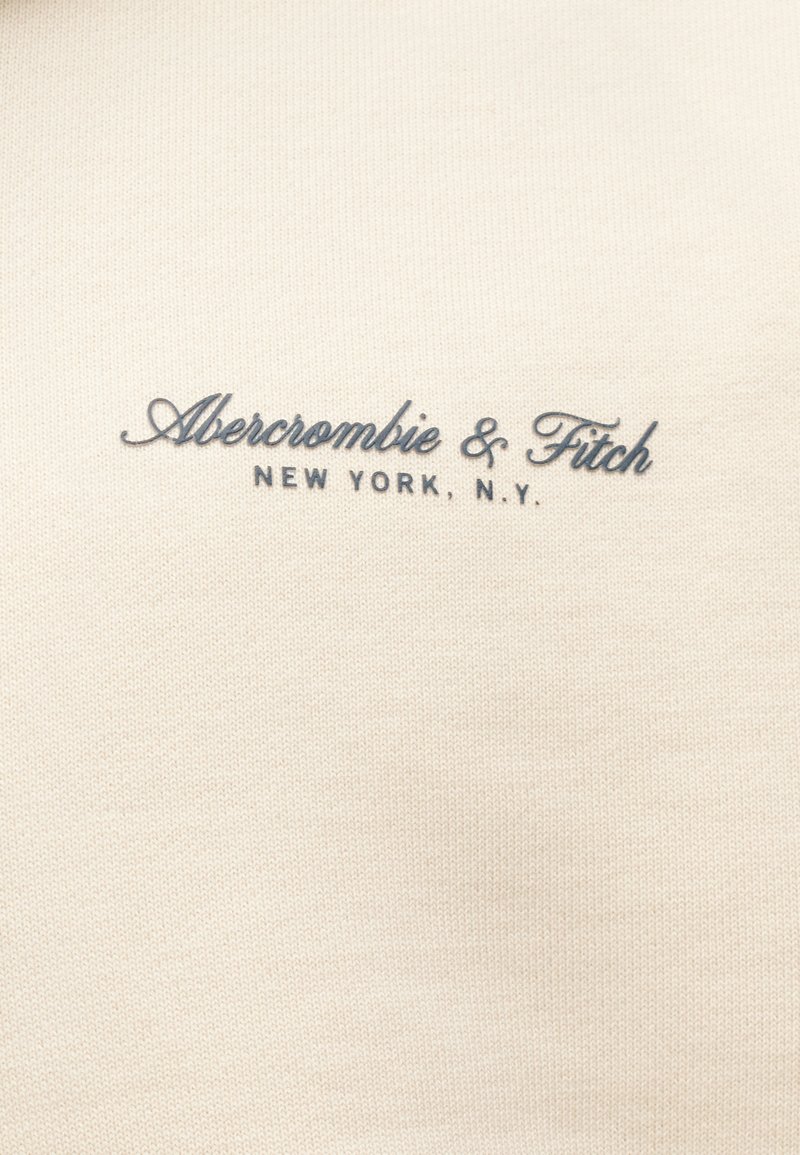 Abercrombie & Fitch
NEW YORK, N.Y.